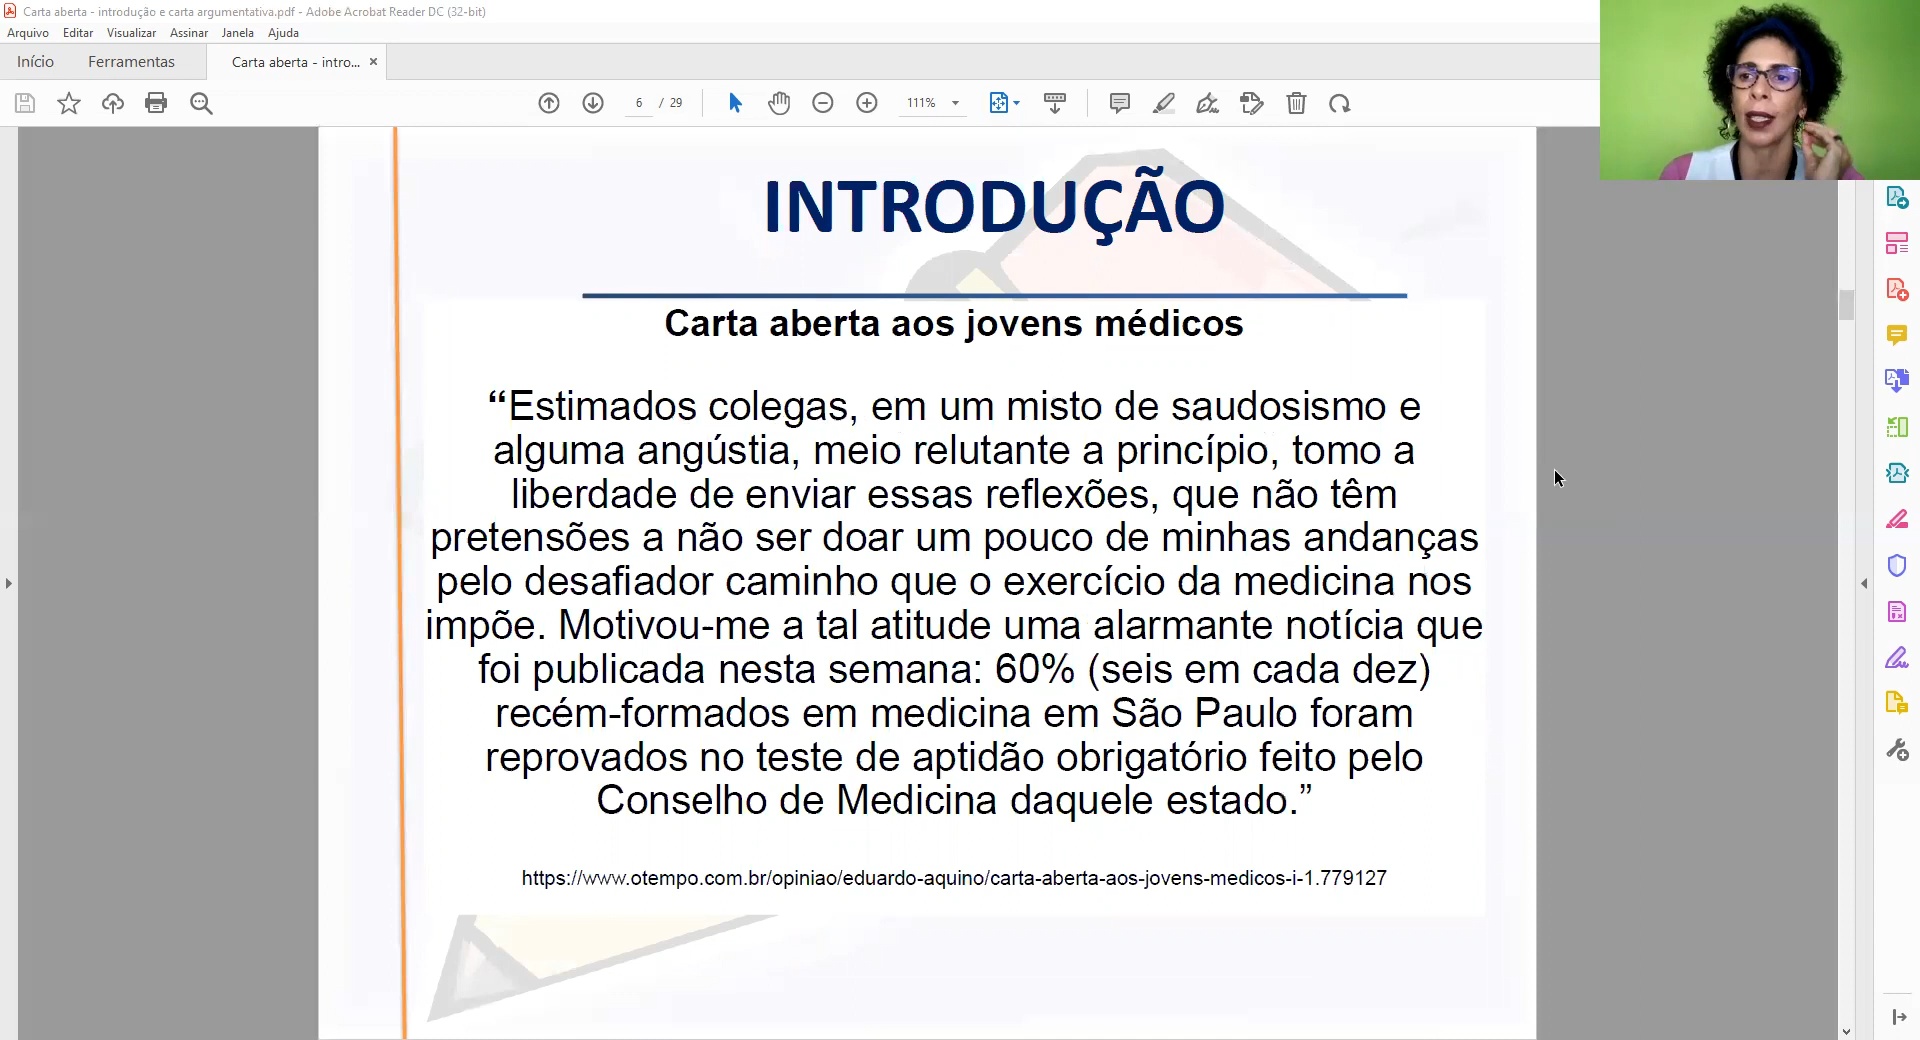 Carta aberta - introdução e carta argumentativa.pdf - Adobe Acrobat Reader DC (32-bit)
Arquivo Editar Visualizar Assinar Janela Ajuda
Início Ferramentas Carta aberta - intro... ×
6 / 29 111%
INTRODUÇÃO
Carta aberta aos jovens médicos
“Estimados colegas, em um misto de saudosismo e
alguma angústia, meio relutante a princípio, tomo a
liberdade de enviar essas reflexões, que não têm
pretensões a não ser doar um pouco de minhas andanças
pelo desafiador caminho que o exercício da medicina nos
impõe. Motivou-me a tal atitude uma alarmante notícia que
foi publicada nesta semana: 60% (seis em cada dez)
recém-formados em medicina em São Paulo foram
reprovados no teste de aptidão obrigatório feito pelo
Conselho de Medicina daquele estado.”
https://www.otempo.com.br/opiniao/eduardo-aquino/carta-aberta-aos-jovens-medicos-i-1.779127